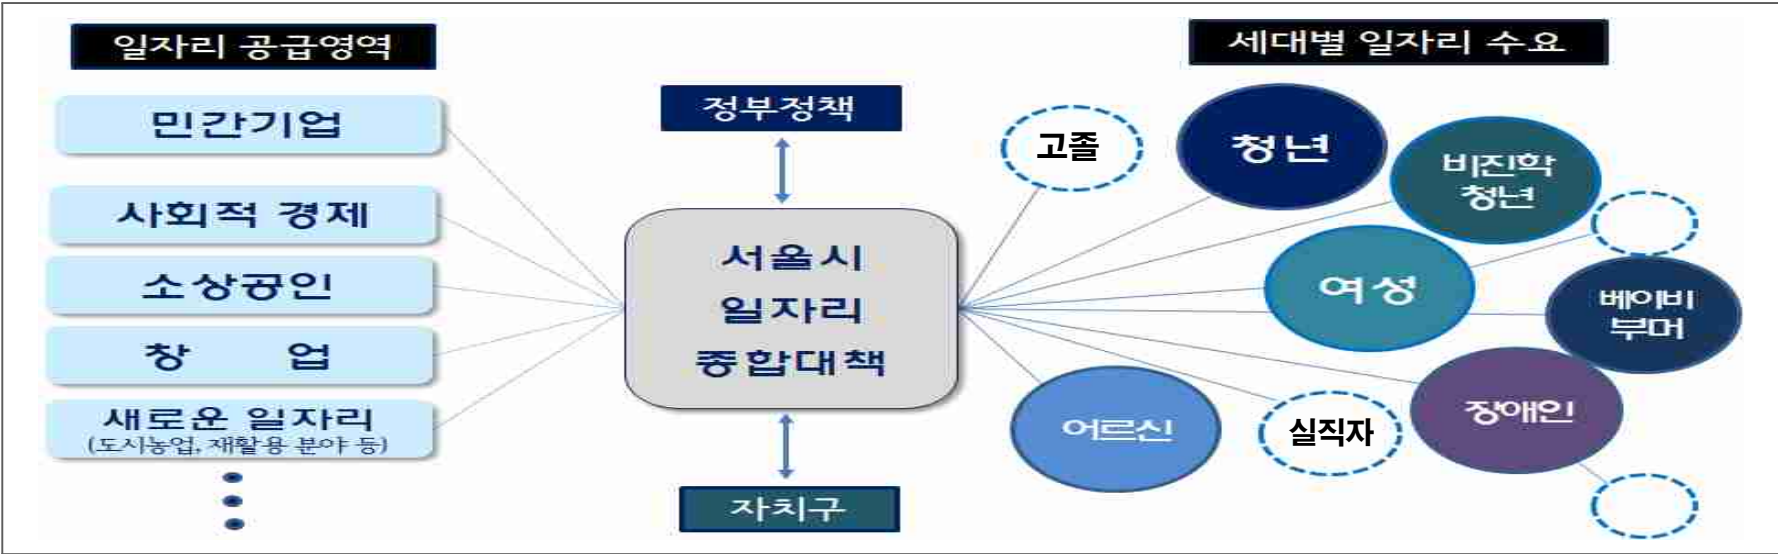 일자리 공급영역
민간기업
사회적 경제
소상공인
창 업
새로운 일자리
(도시농업, 재활용 분야 등)
정부정책
서울시
일자리
종합대책
자치구
세대별 일자리 수요
고졸
청년
비진학
청년
여성
베이비
부머
장애인
실직자
어르신